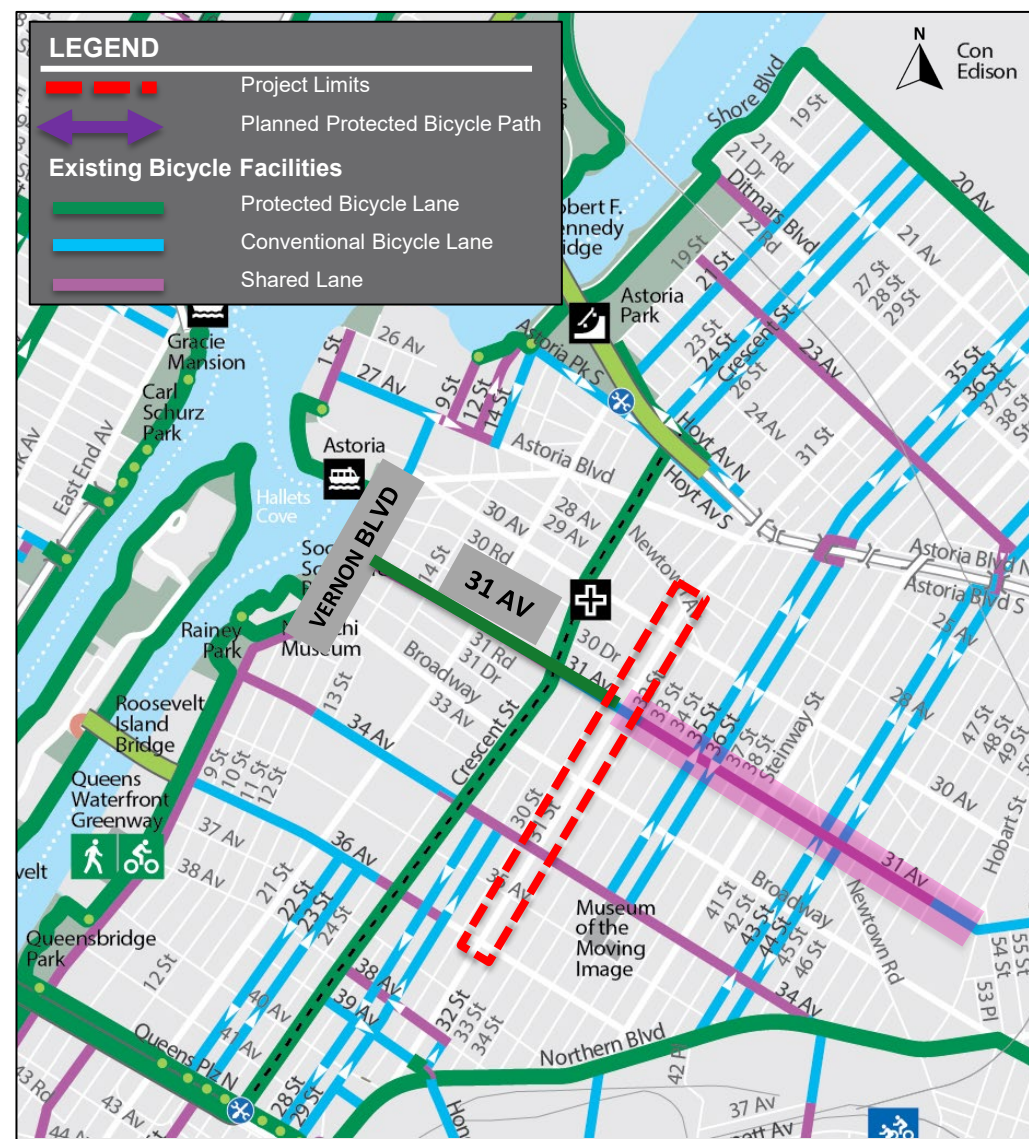 LEGEND
Project Limits
Planned Protected Bicycle Path
Existing Bicycle Facilities
Protected Bicycle Lane
Conventional Bicycle Lane
Shared Lane
N
Con
Edison
Shore Blvd
19 St
21 Rd
21 Dr
Ditmars Blvd
22 Rd
20 Av
21 Av
19 St
21 St
27 St
28 St
29 St
Astoria
Park
23 St
24 St
Crescent St
26 St
24 Av
31 St
23 Av
35 St
36 St
37 St
38 St
Gracie
Mansion
Carl
Schurz
Park
East End Av
1 St
26 Av
27 Av
9 St
12 St
14 St
Astoria Pk S
Astoria Blvd
Hoyt Av N
Hoyt Av S
Astoria
Hallets
Cove
VERNON BLVD
31 AV
14 St
30 Av
30 Rd
28 Av
29 Av
Astoria Blvd N
Astoria Blvd S
25 Av
28 Av
Rainey
Park
Museum
Broadway
31 Rd
31 Dr
33 Av
31 Av
30 Dr
13 St
34 Av
Crescent St
33 St
34 St
35 St
36 St
37 St
38 St
Steinway St
47 St
48 St
49 St
30 Av
Hobart St
Roosevelt
Island
Bridge
9 St
10 St
11 St
12 St
Queens
Waterfront
Greenway
37 Av
38 Av
36 Av
30 St
31 St
35 Av
21 St
22 St
23 St
24 St
31 Av
Museum
of the
Moving
Image
41 St
42 St
43 St
44 St
45 St
46 St
Broadway
Newtown Rd
54 St
55 St
53 Pl
Queensbridge
Park
12 St
38 Av
39 Av
40 Av
41 Av
32 St
33 St
34 St
34 Av
Northern Blvd
42 Pl
Queens Plz N
28 St
29 St
43 Rd
43 Av
37 Av